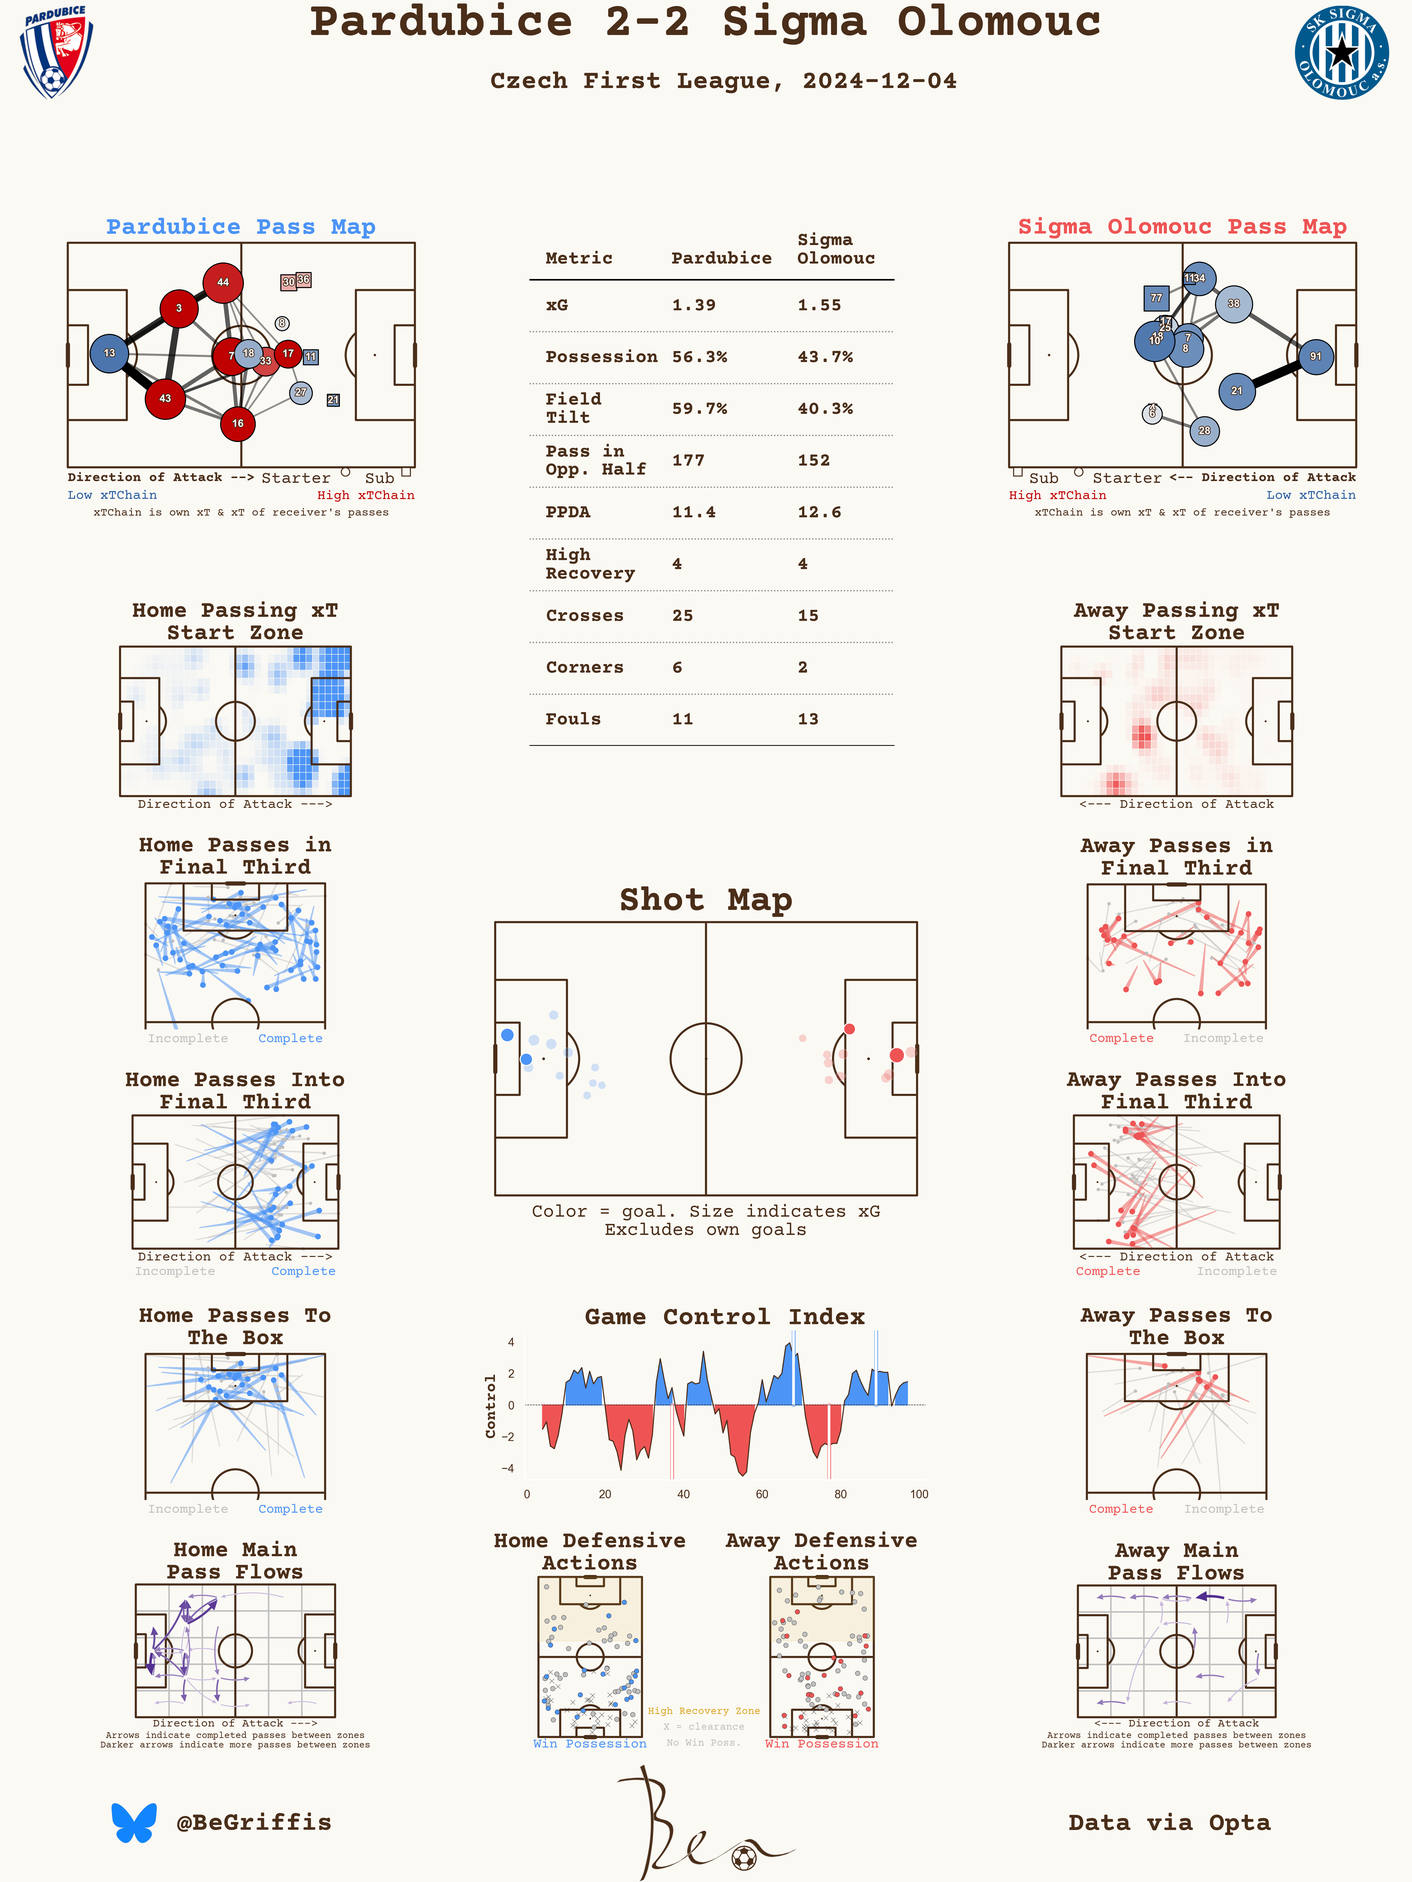 Pardubice 2-2 Sigma Olomouc
Czech First League, 2024-12-04
PARDUBICE
SK SIGMA
OLOMOUC a.s.
Pardubice Pass Map
44
30
36
3
8
13
7
18
33
17
11
43
27
21
16
Direction of Attack --> Starter Sub
Low xTChain High xTChain
xTChain is own xT & xT of receiver's passes
Metric Pardubice Sigma Olomouc
xG 1.39 1.55
Possession 56.3% 43.7%
Field Tilt 59.7% 40.3%
Pass in Opp. Half 177 152
PPDA 11.4 12.6
High Recovery 4 4
Crosses 25 15
Corners 6 2
Fouls 11 13
Sigma Olomouc Pass Map
11
34
77
38
10
7
8
91
21
6
28
Sub Starter <-- Direction of Attack
High xTChain Low xTChain
xTChain is own xT & xT of receiver's passes
Home Passing xT
Start Zone
Direction of Attack --->
Away Passing xT
Start Zone
<--- Direction of Attack
Home Passes in
Final Third
Incomplete Complete
Away Passes in
Final Third
Complete Incomplete
Shot Map
Color = goal. Size indicates xG
Excludes own goals
Home Passes Into
Final Third
Direction of Attack --->
Incomplete Complete
Away Passes Into
Final Third
<--- Direction of Attack
Complete Incomplete
Home Passes To
The Box
Incomplete Complete
Game Control Index
Control
4
2
0
−2
−4
0 20 40 60 80 100
Away Passes To
The Box
Complete Incomplete
Home Main
Pass Flows
Direction of Attack --->
Arrows indicate completed passes between zones
Darker arrows indicate more passes between zones
Home Defensive
Actions
Win Possession
Away Defensive
Actions
Win Possession
High Recovery Zone
X = clearance
No Win Poss.
Away Main
Pass Flows
<--- Direction of Attack
Arrows indicate completed passes between zones
Darker arrows indicate more passes between zones
@BeGriffis
Ben
Data via Opta